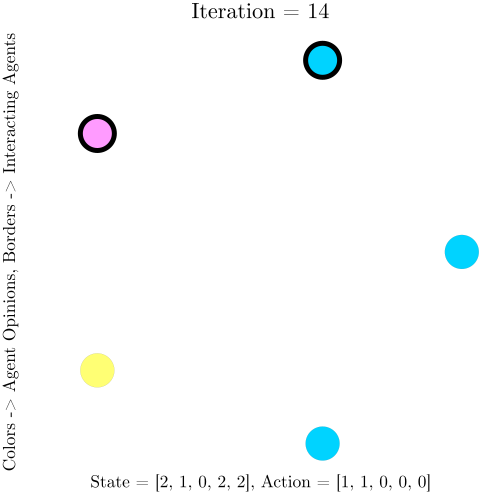 Iteration = 14
Colors -> Agent Opinions, Borders -> Interacting Agents
State = [2, 1, 0, 2, 2], Action = [1, 1, 0, 0, 0]